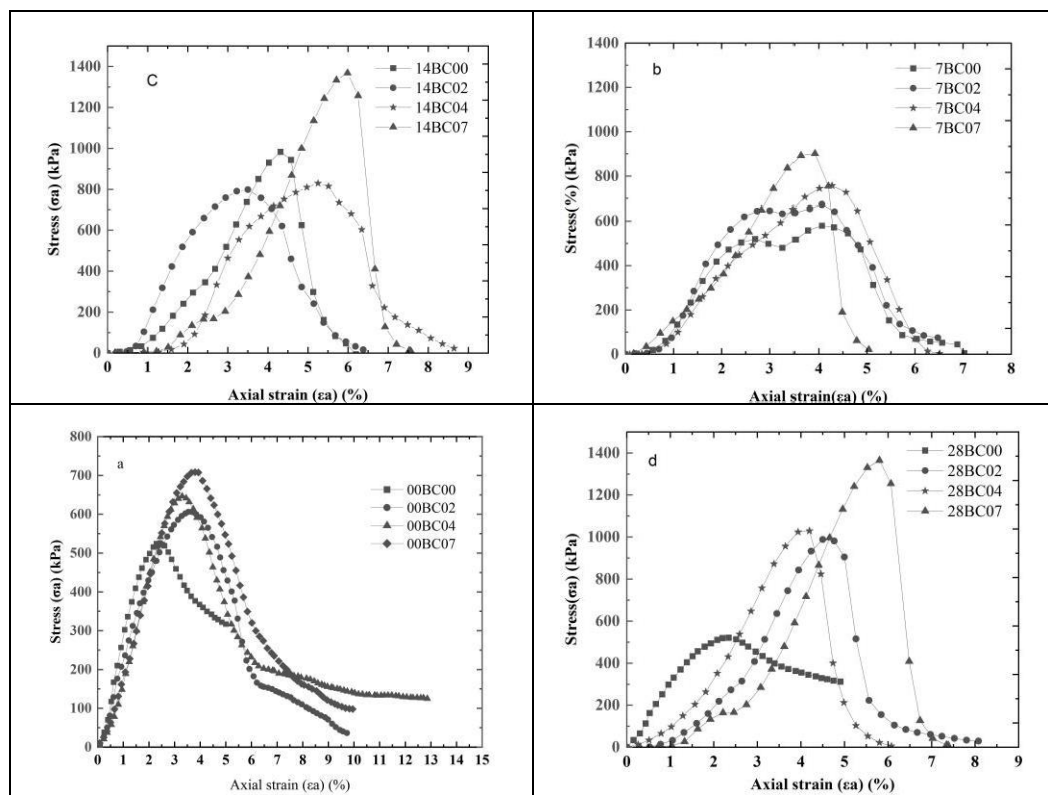 C
14BC00
14BC02
14BC04
14BC07
Stress (σa) (kPa)
1400
1200
1000
800
600
400
200
0
0 1 2 3 4 5 6 7 8 9
Axial strain (εa) (%)
b
7BC00
7BC02
7BC04
7BC07
Stress(%) (kPa)
1400
1200
1000
800
600
400
200
0
0 1 2 3 4 5 6 7 8
Axial strain(εa) (%)
a
00BC00
00BC02
00BC04
00BC07
Stress (σa) (kPa)
800
700
600
500
400
300
200
100
0
0 1 2 3 4 5 6 7 8 9 10 11 12 13 14 15
Axial strain (εa) (%)
d
28BC00
28BC02
28BC04
28BC07
Stress(σa) (kPa)
1400
1200
1000
800
600
400
200
0
0 1 2 3 4 5 6 7 8 9
Axial strain (εa) (%)